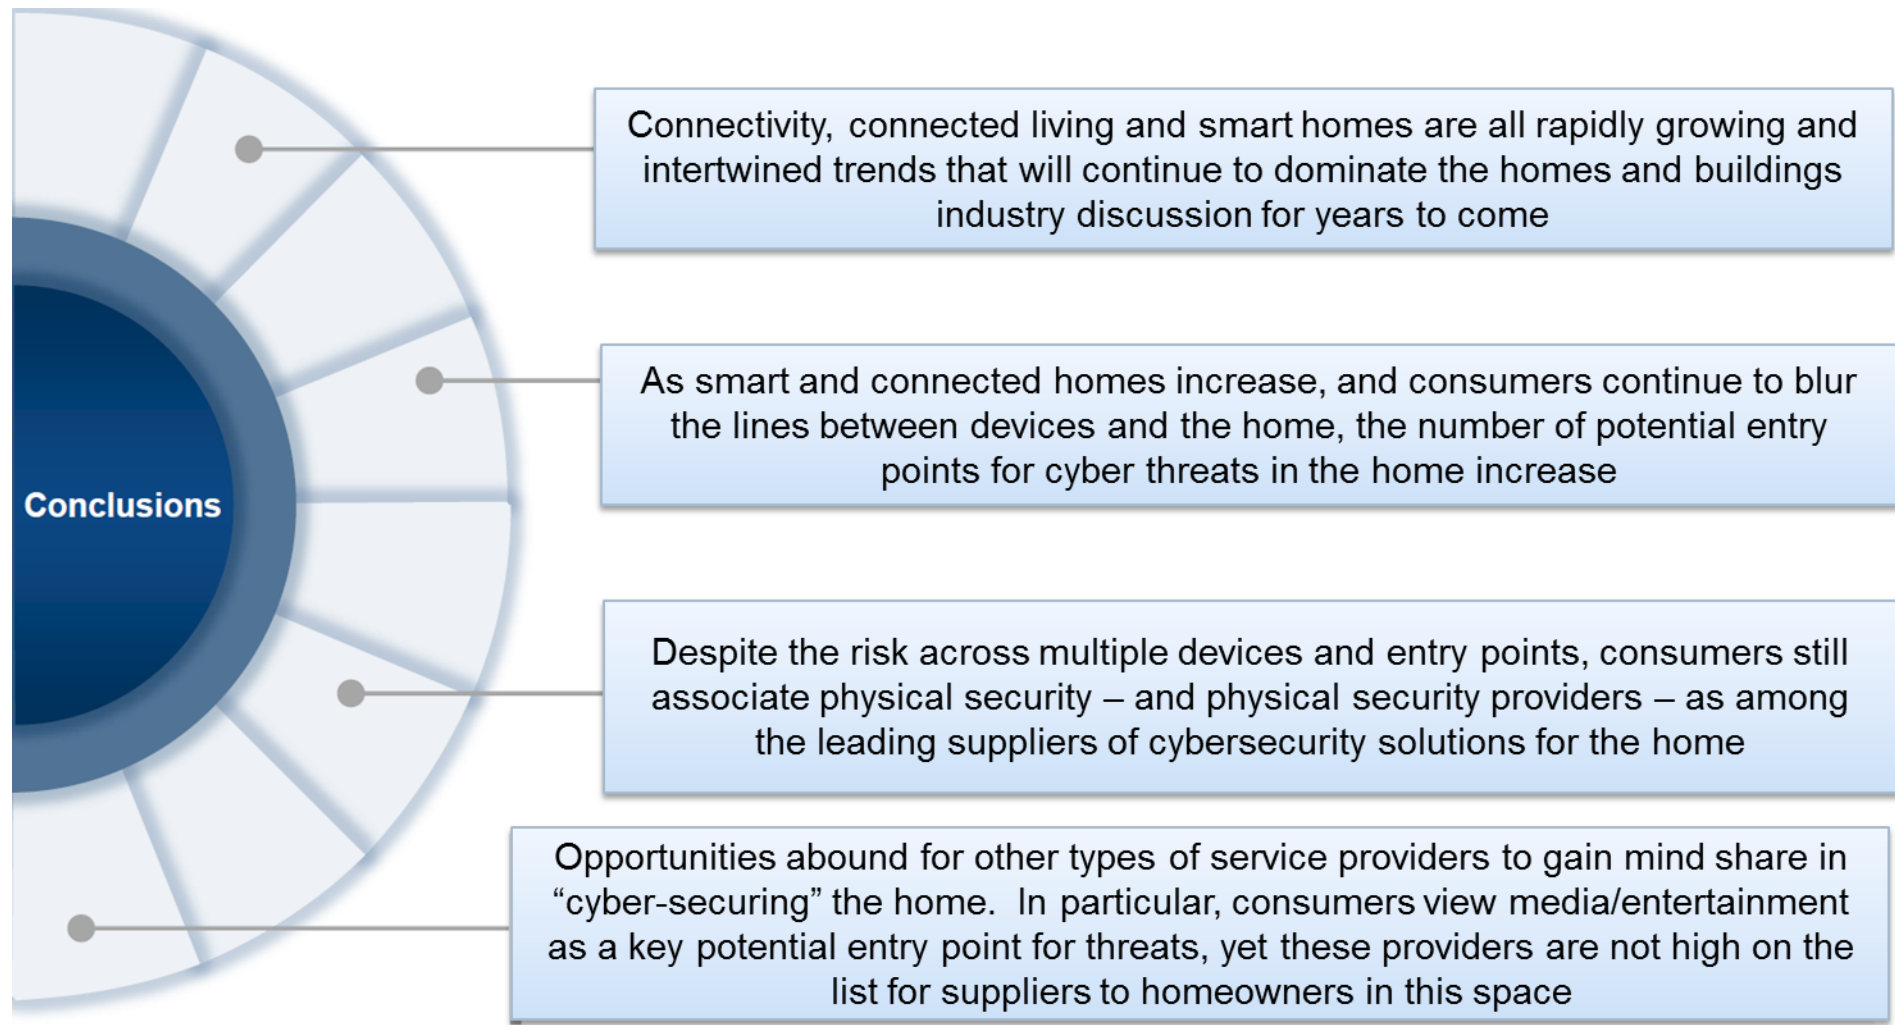 Connectivity, connected living and smart homes are all rapidly growing and
intertwined trends that will continue to dominate the homes and buildings
industry discussion for years to come
As smart and connected homes increase, and consumers continue to blur
the lines between devices and the home, the number of potential entry
points for cyber threats in the home increase
Conclusions
Despite the risk across multiple devices and entry points, consumers still
associate physical security – and physical security providers – as among
the leading suppliers of cybersecurity solutions for the home
Opportunities abound for other types of service providers to gain mind share in
“cyber-securing” the home.  In particular, consumers view media/entertainment
as a key potential entry point for threats, yet these providers are not high on the
list for suppliers to homeowners in this space